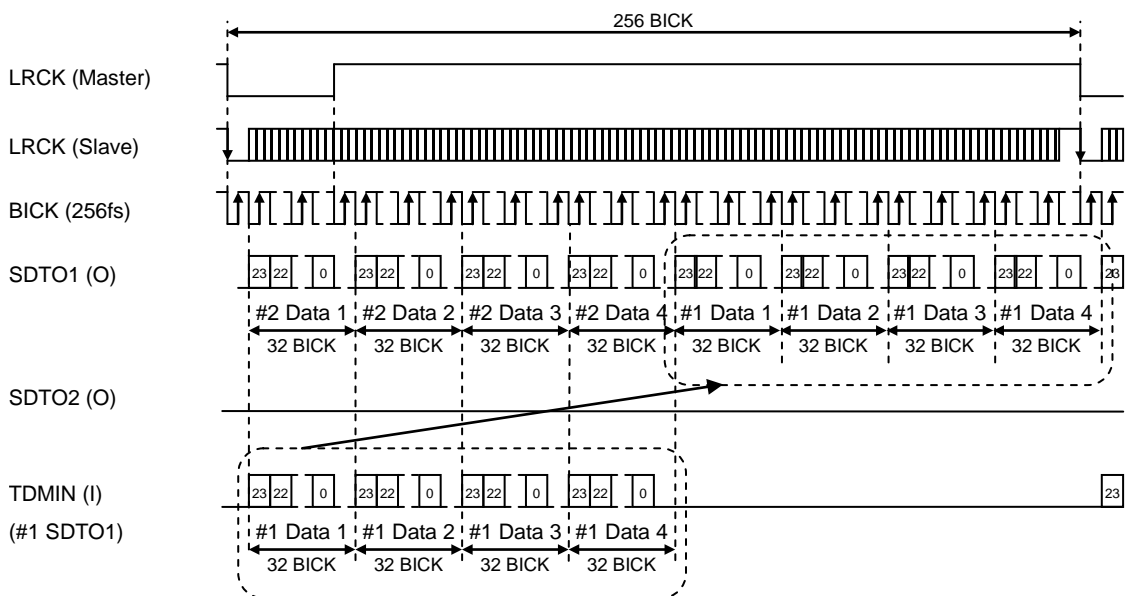 256 BICK
LRCK (Master)
LRCK (Slave)
BICK (256fs)
SDTO1 (O)
23 22 0 23 22 0 23 22 0 23 22 0 23 22 0 23 22 0 23 22 0 23 22 0 23
#2 Data 1 #2 Data 2 #2 Data 3 #2 Data 4 #1 Data 1 #1 Data 2 #1 Data 3 #1 Data 4
32 BICK 32 BICK 32 BICK 32 BICK 32 BICK 32 BICK 32 BICK 32 BICK
SDTO2 (O)
TDMIN (I)
23 22 0 23 22 0 23 22 0 23 22 0 23
(#1 SDTO1)
#1 Data 1 #1 Data 2 #1 Data 3 #1 Data 4
32 BICK 32 BICK 32 BICK 32 BICK